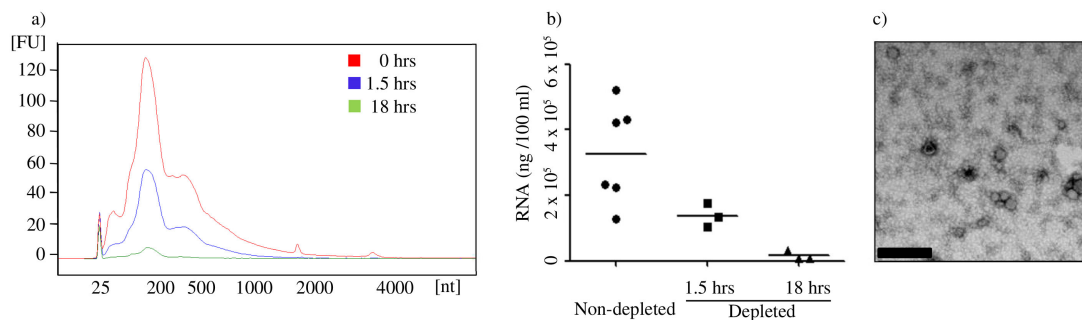 a)
[FU]
120
100
80
60
40
20
0
0 hrs
1.5 hrs
18 hrs
25 200 500 1000 2000 4000 [nt]
b)
RNA (ng /100 ml)
6 x 10⁵
4 x 10⁵
2 x 10⁵
0
1.5 hrs 18 hrs
Non-depleted Depleted
c)